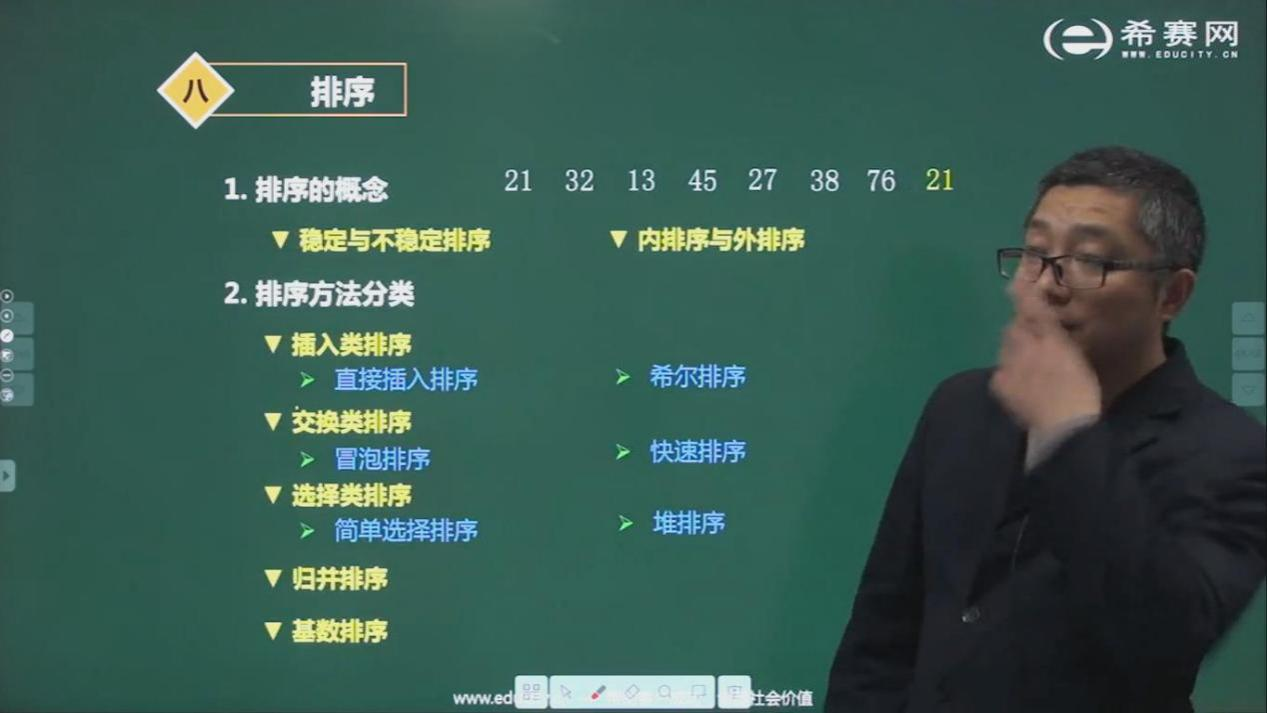 希赛网
WWW.EDUCITY.CN
八 排序
1. 排序的概念 21 32 13 45 27 38 76 21
▼ 稳定与不稳定排序 ▼ 内排序与外排序
2. 排序方法分类
▼ 插入类排序
➢ 直接插入排序 ➢ 希尔排序
▼ 交换类排序
➢ 冒泡排序 ➢ 快速排序
▼ 选择类排序
➢ 简单选择排序 ➢ 堆排序
▼ 归并排序
▼ 基数排序
社会价值